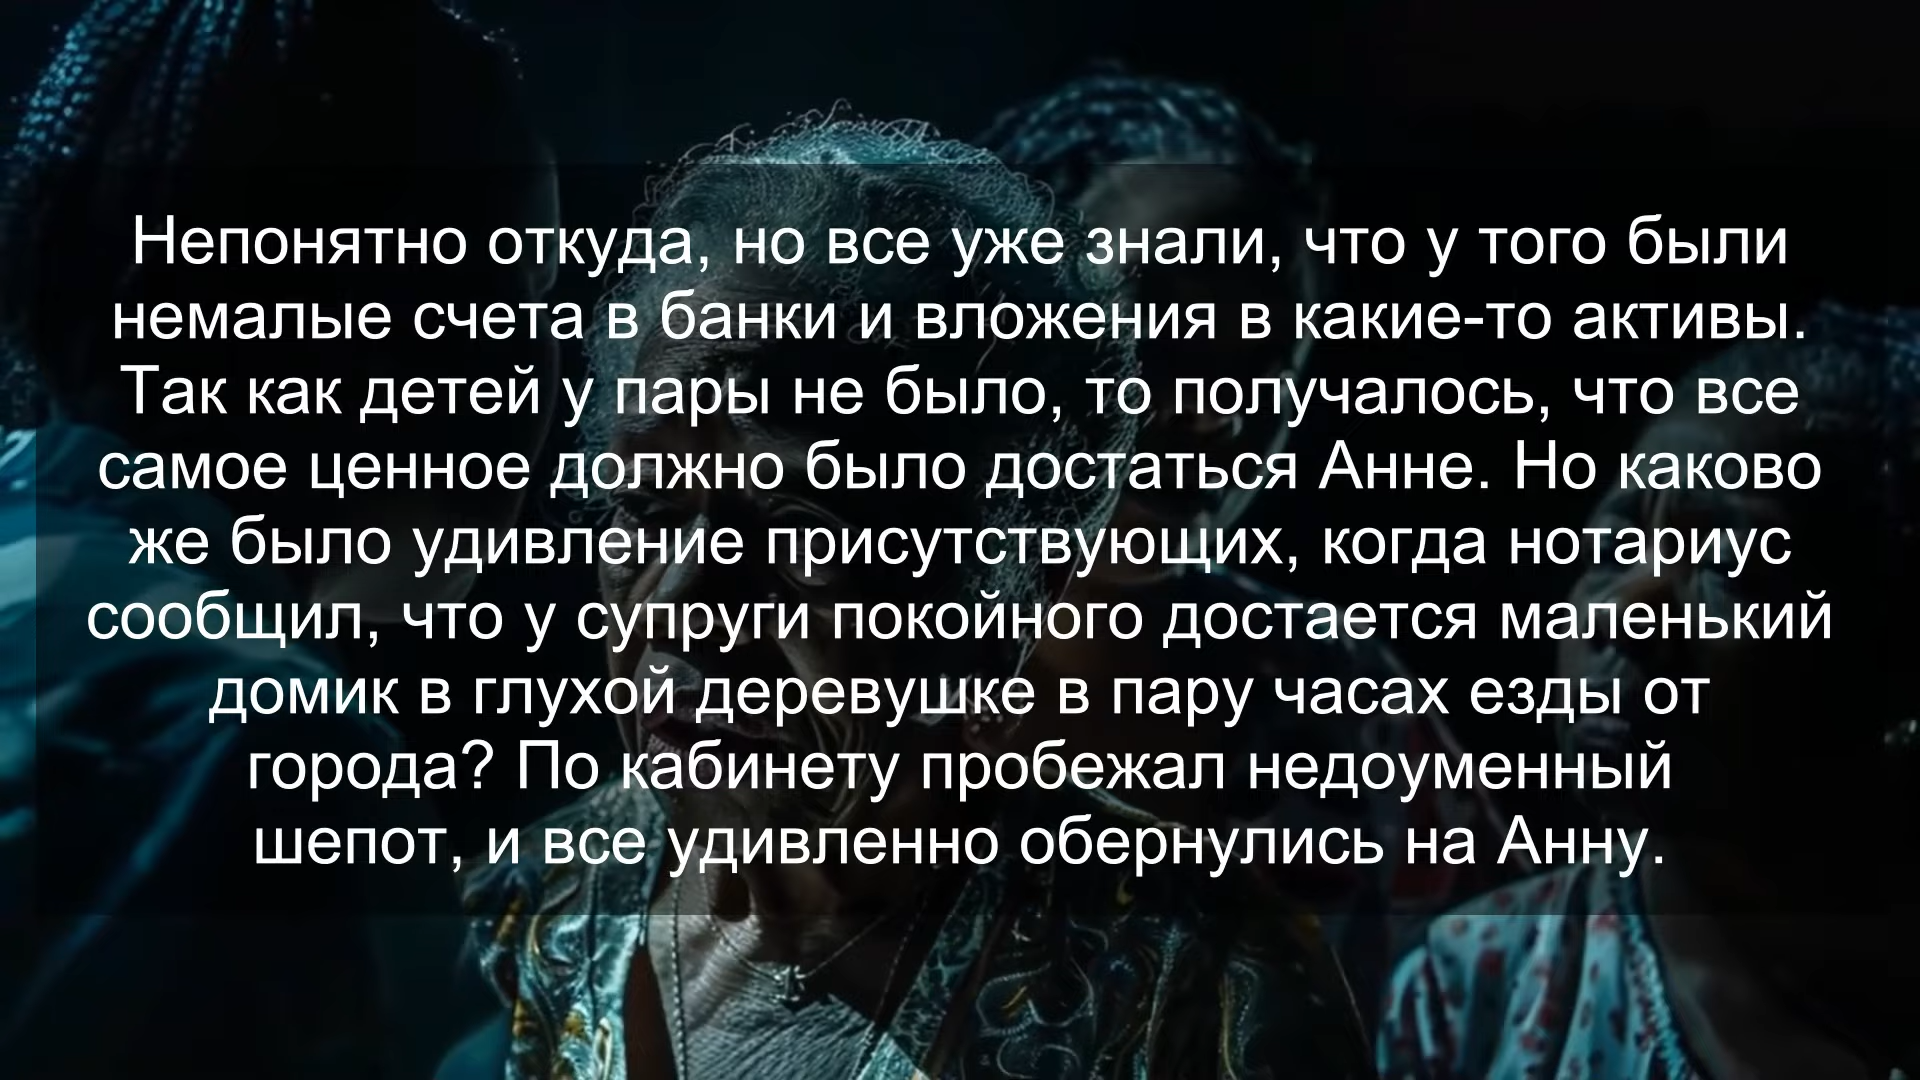 Непонятно откуда, но все уже знали, что у того были
немалые счета в банки и вложения в какие-то активы.
Так как детей у пары не было, то получалось, что все
самое ценное должно было достаться Анне. Но каково
же было удивление присутствующих, когда нотариус
сообщил, что у супруги покойного достается маленький
домик в глухой деревушке в пару часах езды от
города? По кабинету пробежал недоуменный
шепот, и все удивленно обернулись на Анну.